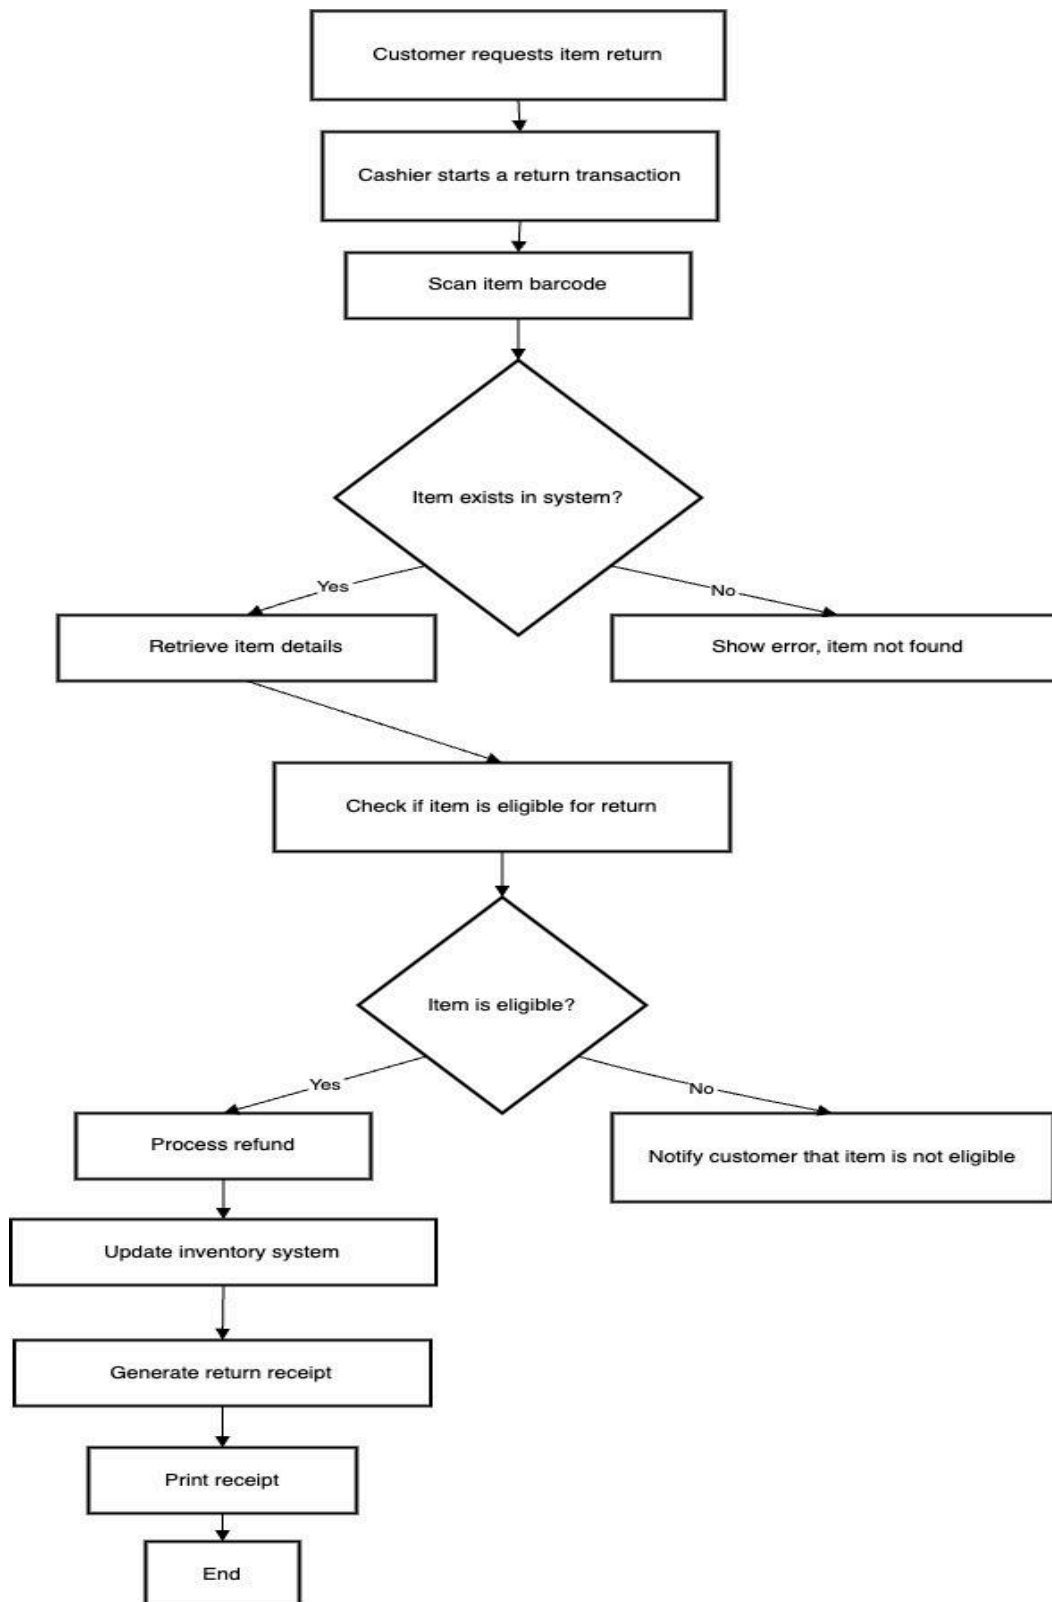 Customer requests item return
Cashier starts a return transaction
Scan item barcode
Item exists in system?
Yes
No
Retrieve item details
Show error, item not found
Check if item is eligible for return
Item is eligible?
Yes
No
Process refund
Notify customer that item is not eligible
Update inventory system
Generate return receipt
Print receipt
End